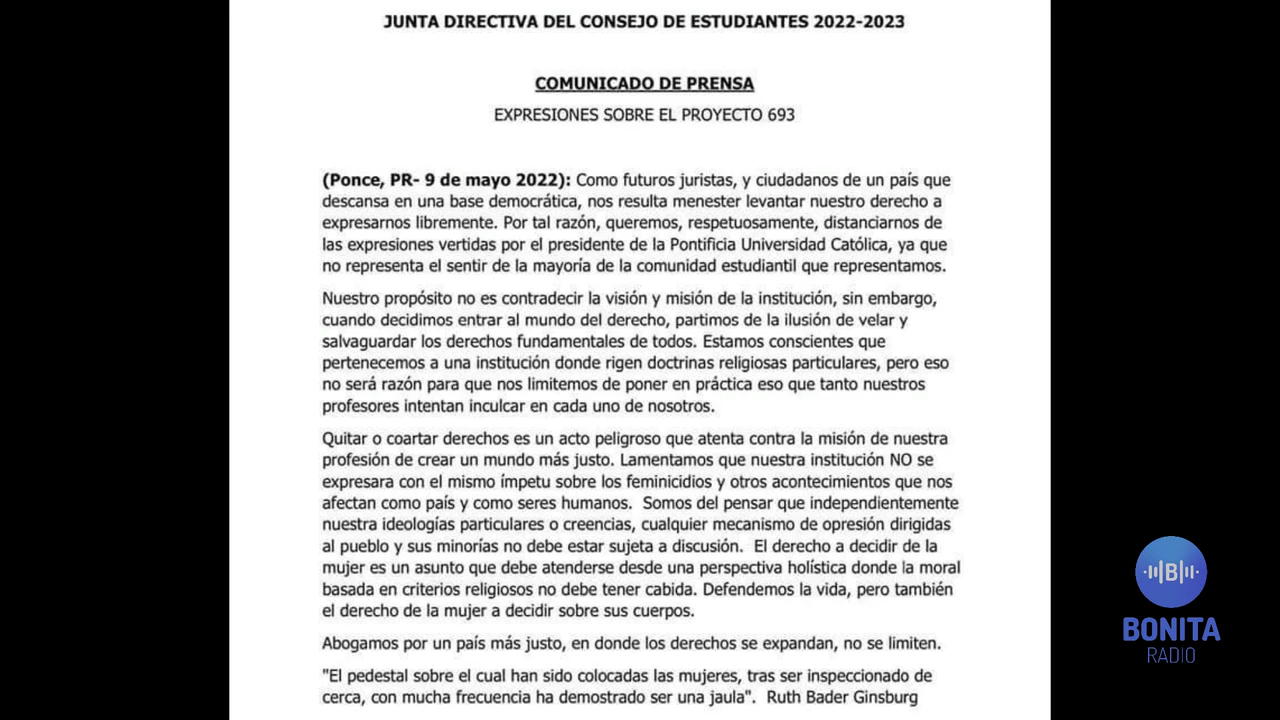 JUNTA DIRECTIVA DEL CONSEJO DE ESTUDIANTES 2022-2023
COMUNICADO DE PRENSA
EXPRESIONES SOBRE EL PROYECTO 693
(Ponce, PR- 9 de mayo 2022): Como futuros juristas, y ciudadanos de un país que
descansa en una base democrática, nos resulta menester levantar nuestro derecho a
expresarnos libremente. Por tal razón, queremos, respetuosamente, distanciarnos de
las expresiones vertidas por el presidente de la Pontificia Universidad Católica, ya que
no representa el sentir de la mayoría de la comunidad estudiantil que representamos.
Nuestro propósito no es contradecir la visión y misión de la institución, sin embargo,
cuando decidimos entrar al mundo del derecho, partimos de la ilusión de velar y
salvaguardar los derechos fundamentales de todos. Estamos conscientes que
pertenecemos a una institución donde rigen doctrinas religiosas particulares, pero eso
no será razón para que nos limitemos de poner en práctica eso que tanto nuestros
profesores intentan inculcar en cada uno de nosotros.
Quitar o coartar derechos es un acto peligroso que atenta contra la misión de nuestra
profesión de crear un mundo más justo. Lamentamos que nuestra institución NO se
expresara con el mismo ímpetu sobre los feminicidios y otros acontecimientos que nos
afectan como país y como seres humanos. Somos del pensar que independientemente
nuestra ideologías particulares o creencias, cualquier mecanismo de opresión dirigidas
al pueblo y sus minorías no debe estar sujeta a discusión. El derecho a decidir de la
mujer es un asunto que debe atenderse desde una perspectiva holística donde la moral
basada en criterios religiosos no debe tener cabida. Defendemos la vida, pero también
el derecho de la mujer a decidir sobre sus cuerpos.
Abogamos por un país más justo, en donde los derechos se expandan, no se limiten.
"El pedestal sobre el cual han sido colocadas las mujeres, tras ser inspeccionado de
cerca, con mucha frecuencia ha demostrado ser una jaula". Ruth Bader Ginsburg
B
BONITA
RADIO